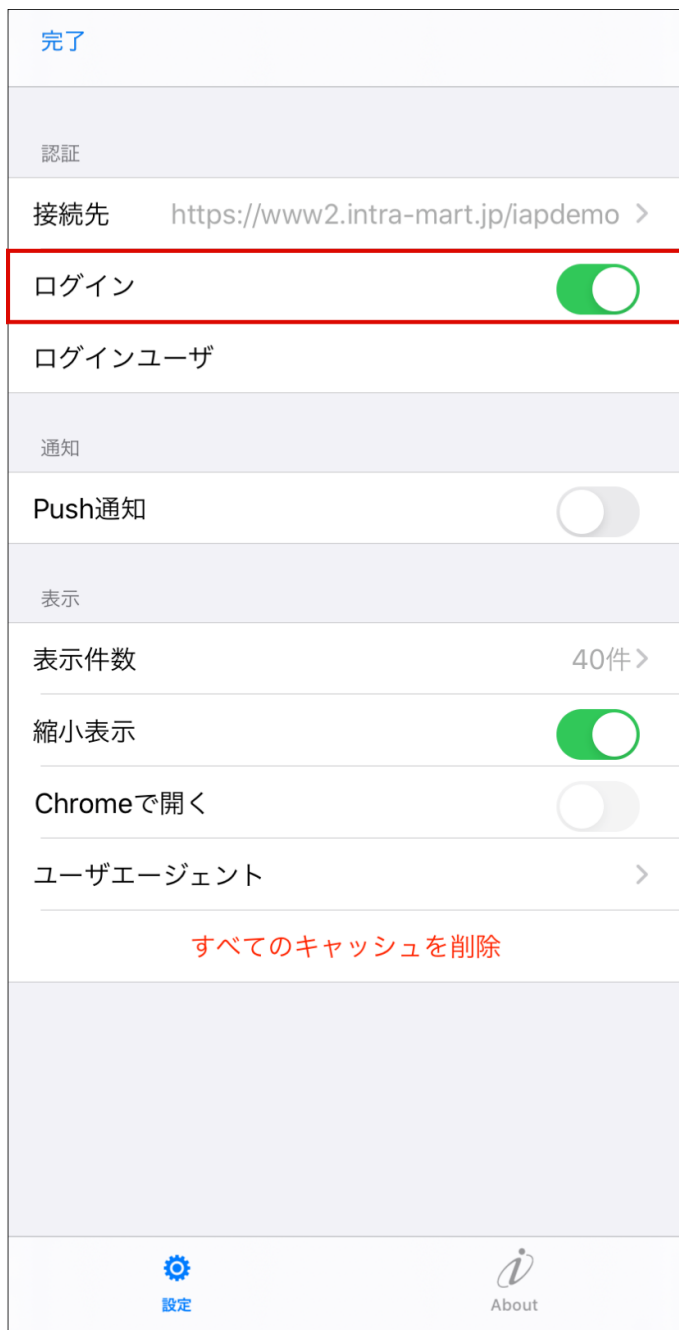 完了
認証
接続先 https://www2.intra-mart.jp/iapdemo
ログイン
ログインユーザ
通知
Push通知
表示
表示件数 40件
縮小表示
Chromeで開く
ユーザエージェント
すべてのキャッシュを削除
設定 About